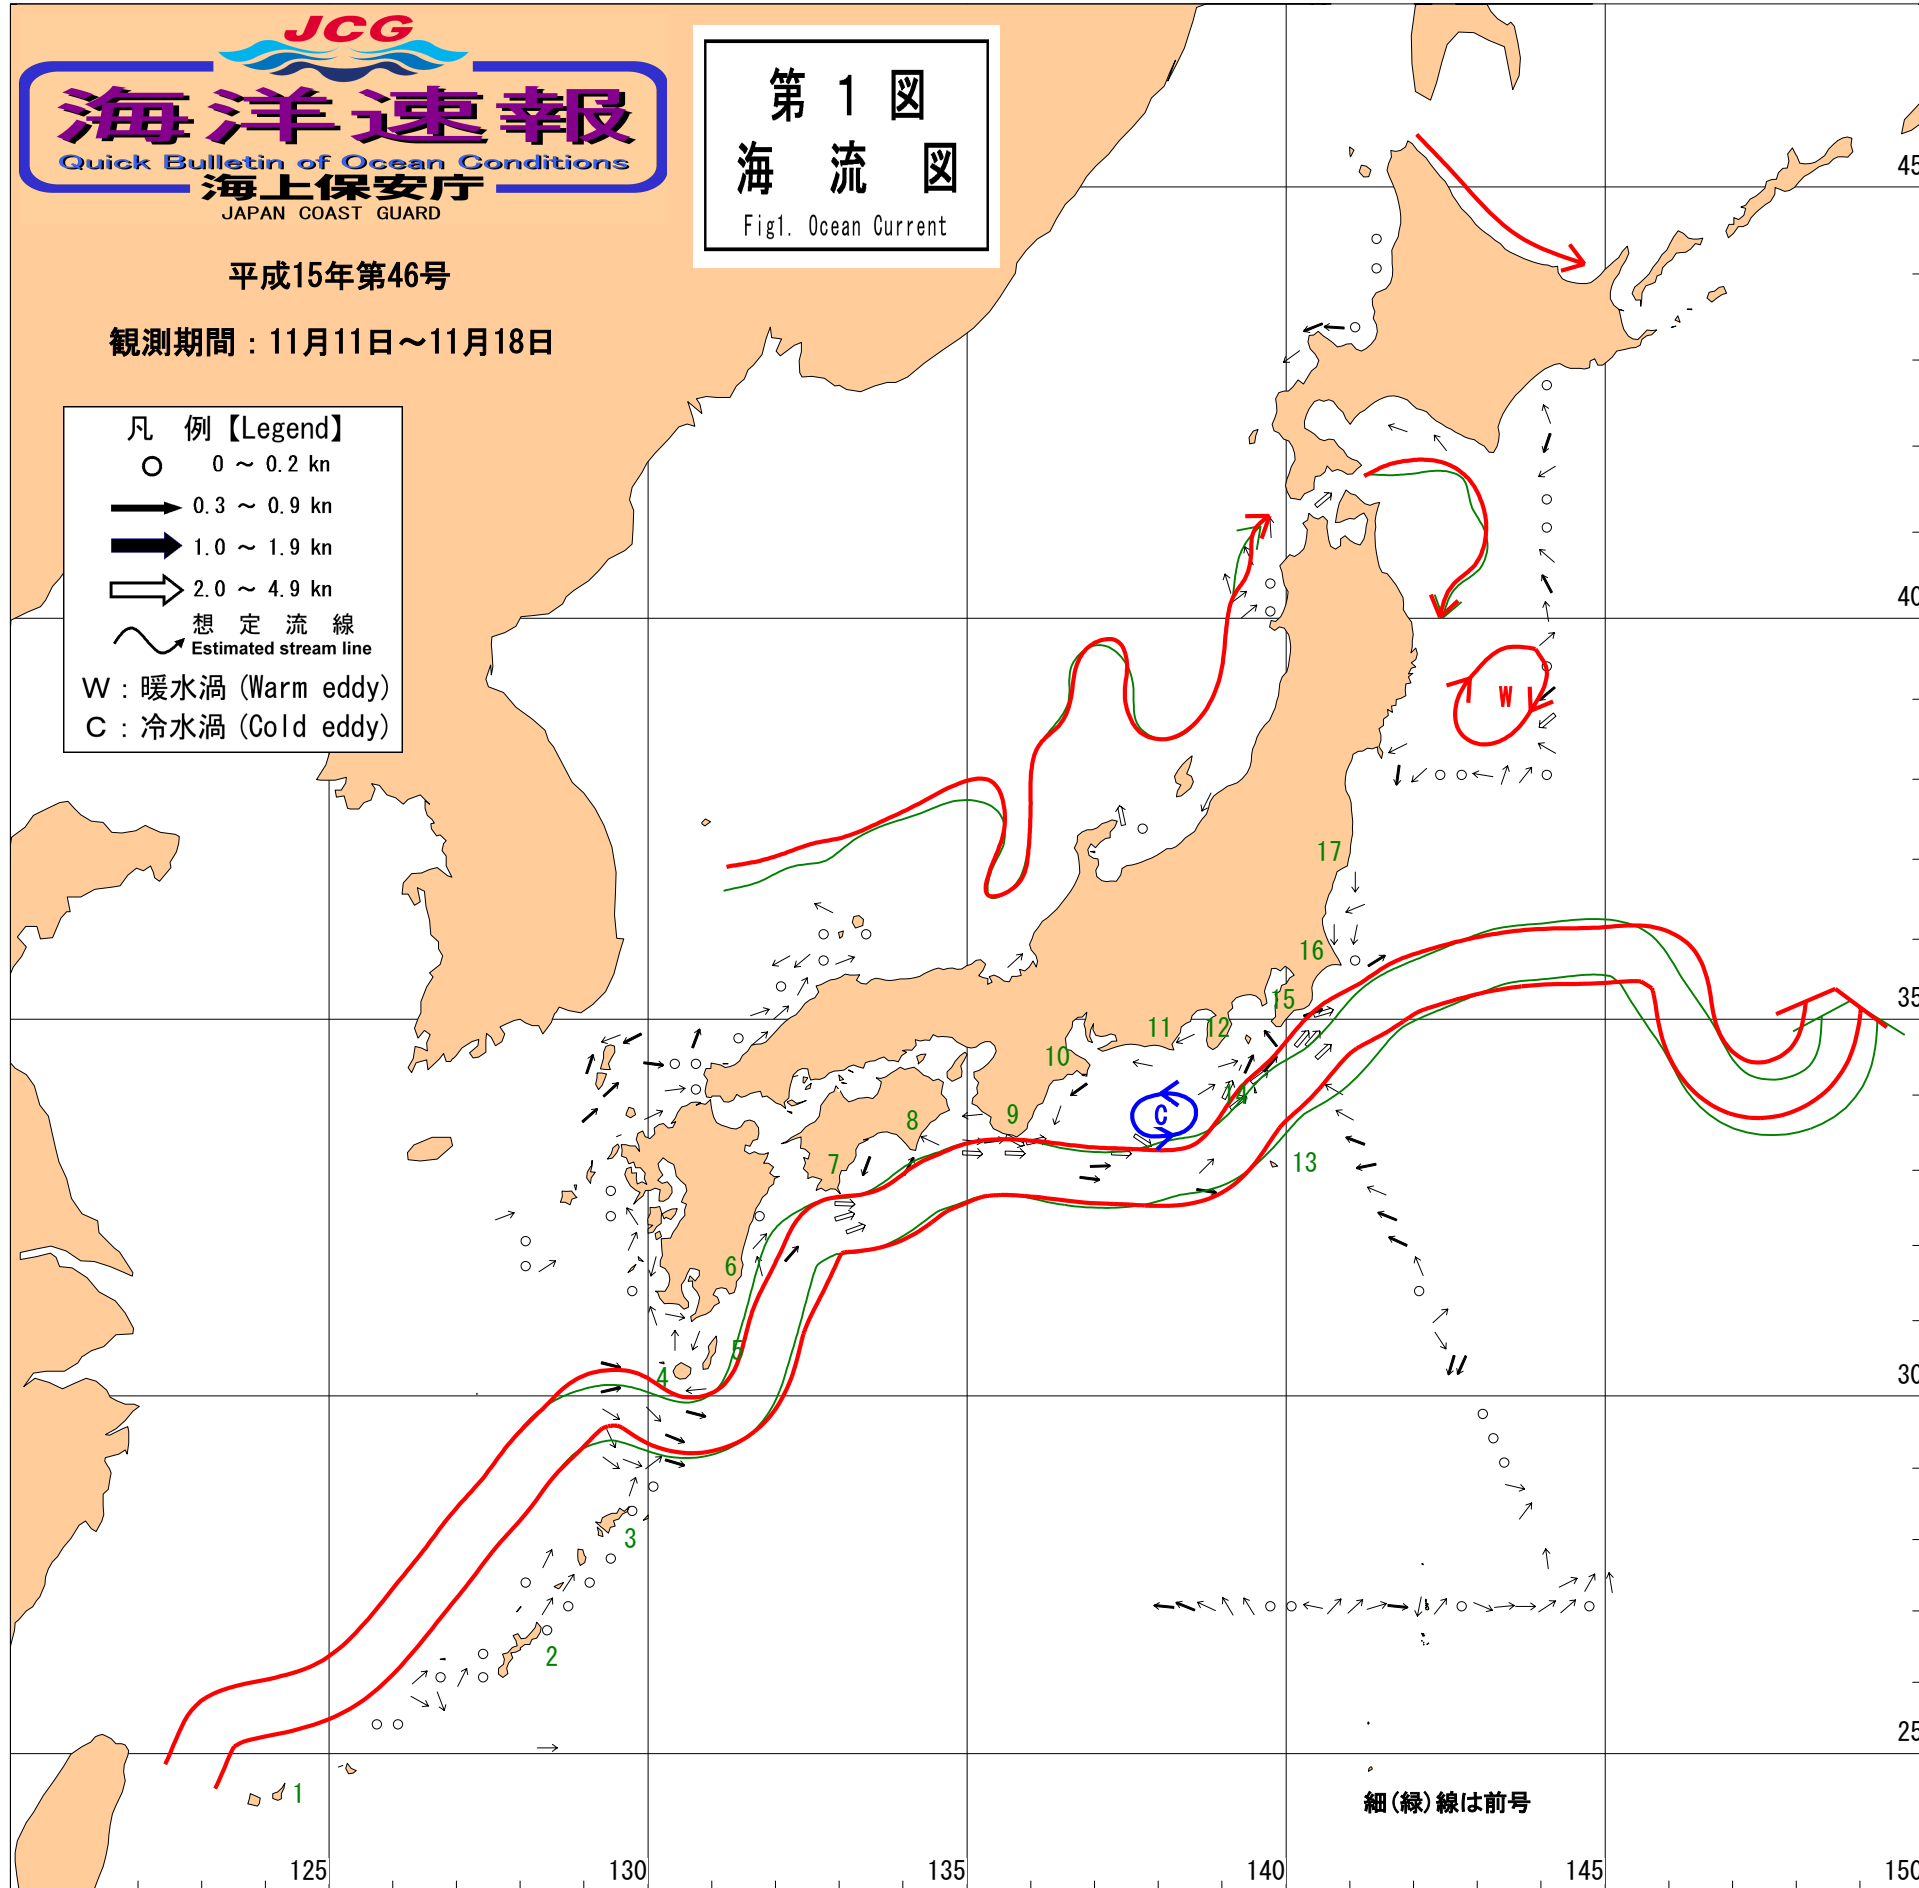 JCG
海洋速報
Quick Bulletin of Ocean Conditions
海上保安庁
JAPAN COAST GUARD
平成15年第46号
観測期間：11月11日～11月18日
第 1 図
海 流 図
Fig1. Ocean Current
凡 例【Legend】
0 ～ 0.2 kn
0.3 ～ 0.9 kn
1.0 ～ 1.9 kn
2.0 ～ 4.9 kn
想 定 流 線
Estimated stream line
W：暖水渦(Warm eddy)
C：冷水渦(Cold eddy)
45
40
W
17
16
35
15
12
11
10
14
C
9
8
7
13
6
5
4
30
3
2
25
1
細(緑)線は前号
125
130
135
140
145
150